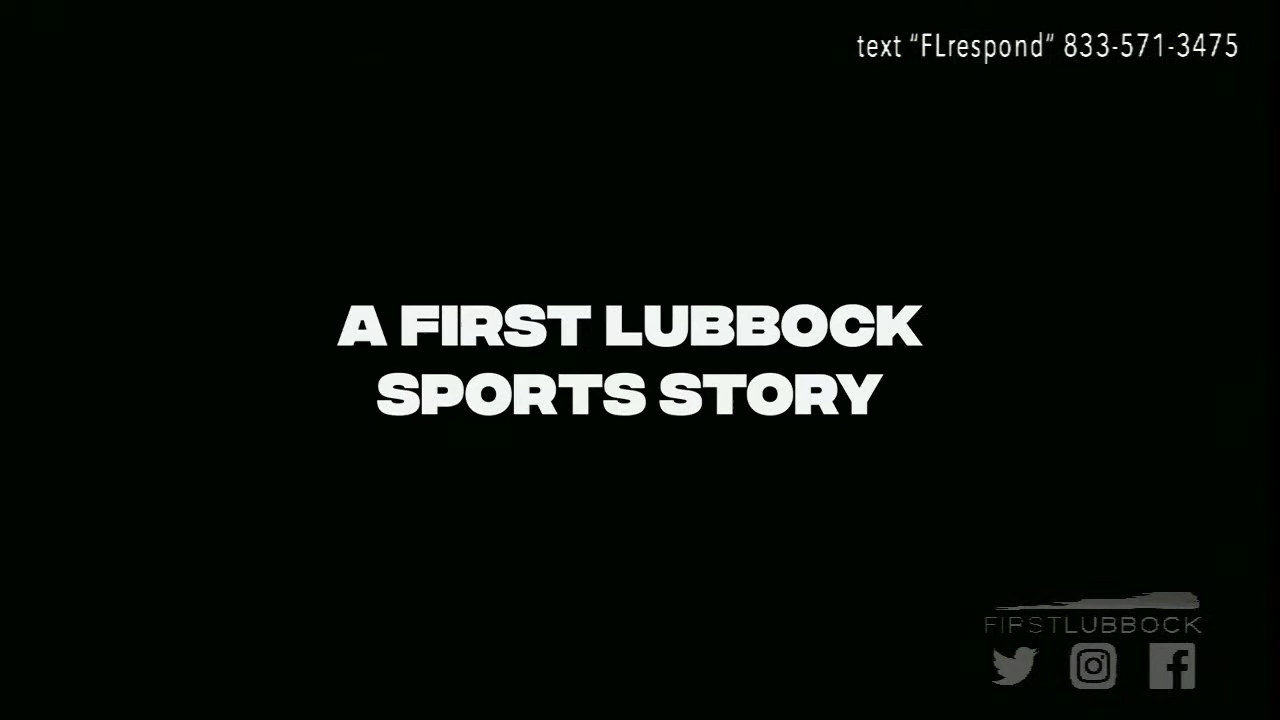 text “FLrespond” 833-571-3475
A FIRST LUBBOCK
SPORTS STORY
FIRSTLUBBOCK